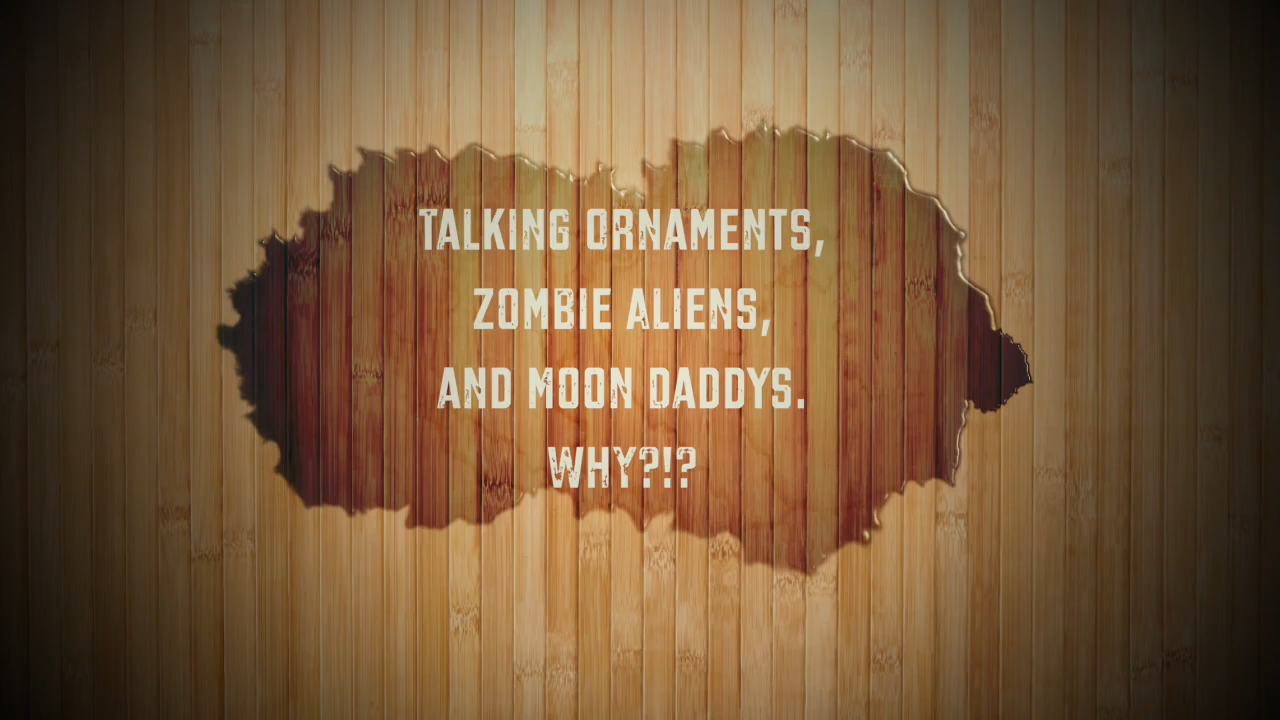 TALKING ORNAMENTS,
ZOMBIE ALIENS,
AND MOON DADDYS.
WHY?!?